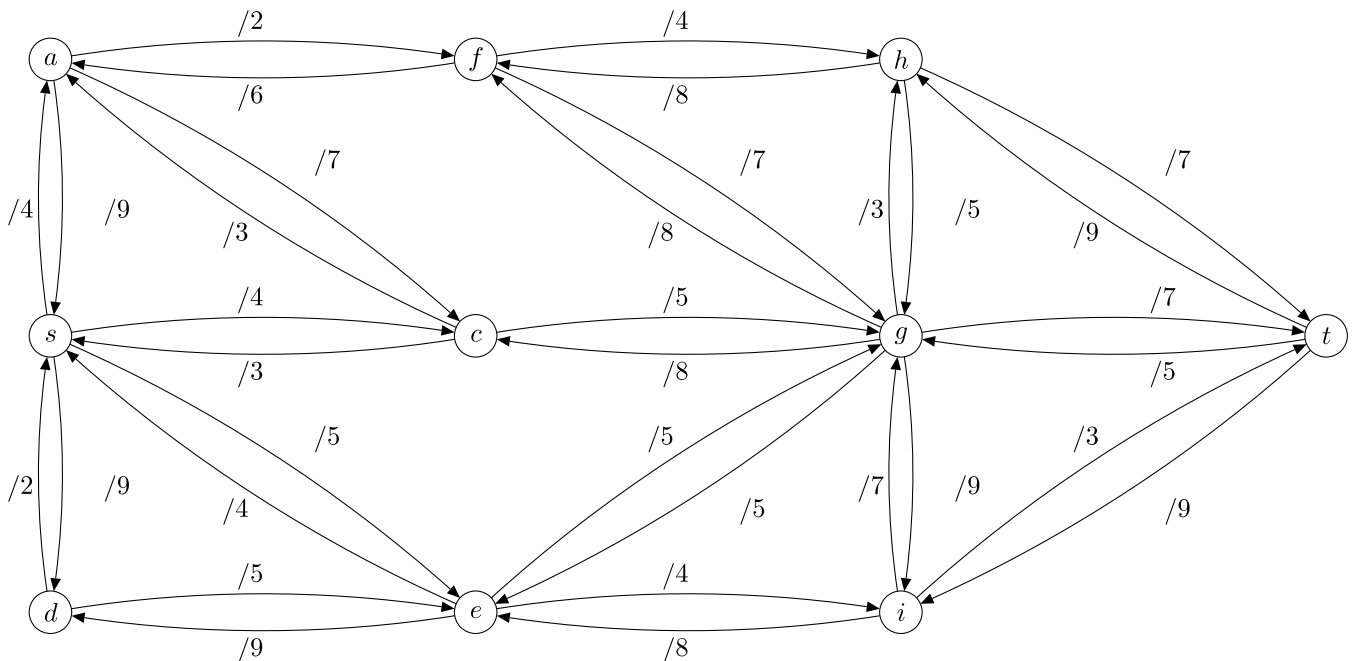 /2 /4
a f h
/6 /8
/7 /7 /7
/4 /9 /3 /5
/3 /8 /9
/4 /5 /7
s c g t
/3 /8 /5
/5 /5 /3
/2 /9 /7 /9
/4 /5 /9
/5 /4
d e i
/9 /8